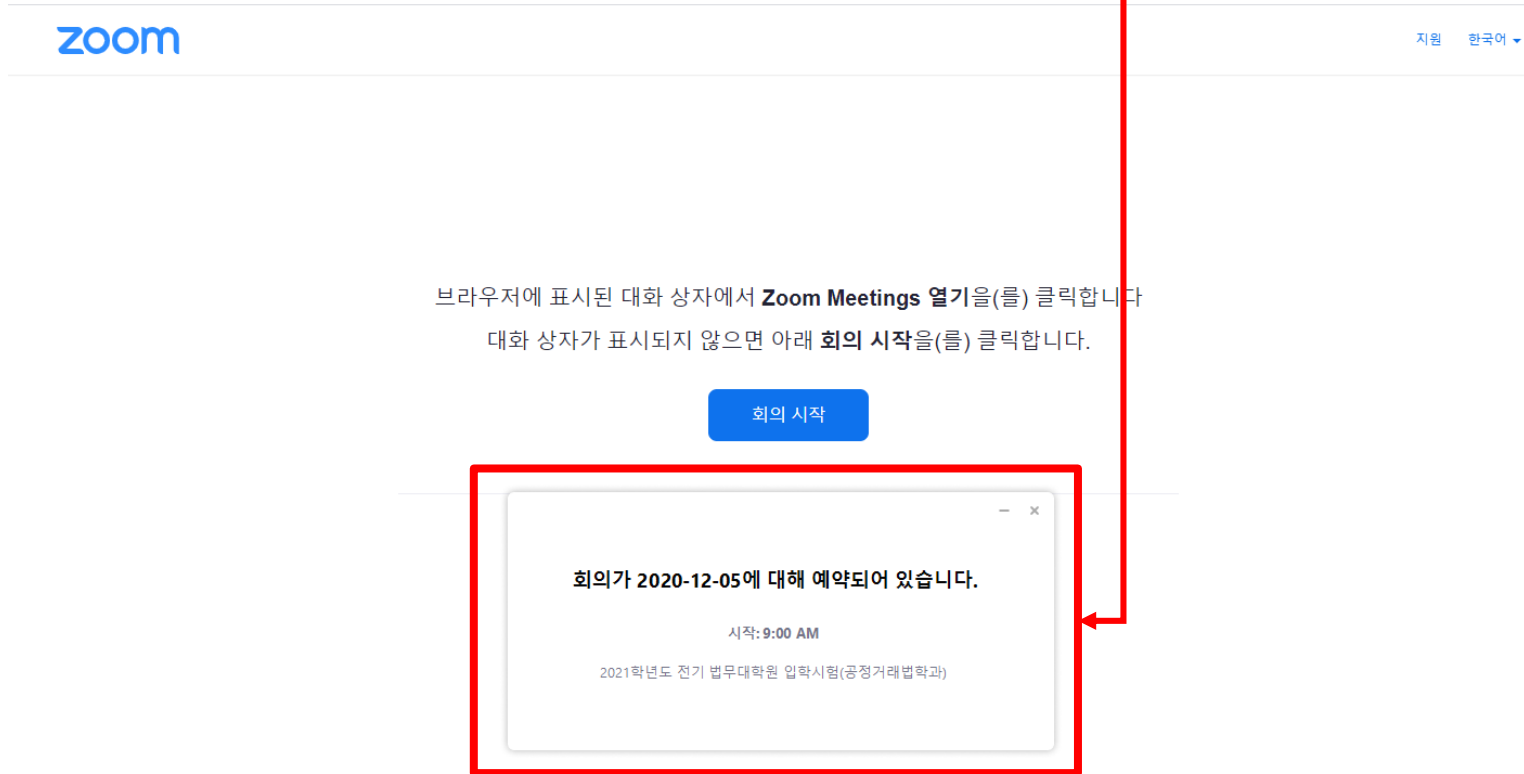 zoom
지원 한국어
브라우저에 표시된 대화 상자에서 Zoom Meetings 열기을(를) 클릭합니다
대화 상자가 표시되지 않으면 아래 회의 시작을(를) 클릭합니다.
회의 시작
회의가 2020-12-05에 대해 예약되어 있습니다.
시작: 9:00 AM
2021학년도 전기 법무대학원 입학시험(공정거래법학과)